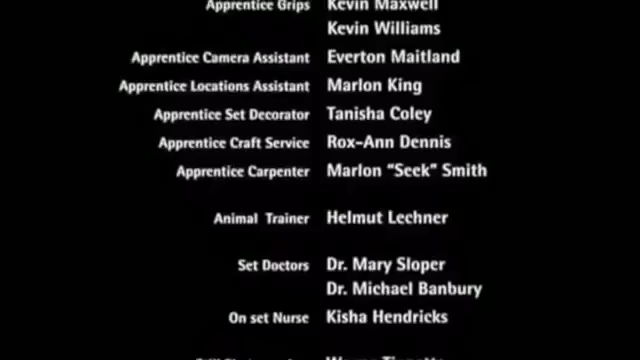 Apprentice Grips Kevin Maxwell
Kevin Williams
Apprentice Camera Assistant Everton Maitland
Apprentice Locations Assistant Marlon King
Apprentice Set Decorator Tanisha Coley
Apprentice Craft Service Rox-Ann Dennis
Apprentice Carpenter Marlon "Seek" Smith
Animal Trainer Helmut Lechner
Set Doctors Dr. Mary Sloper
Dr. Michael Banbury
On set Nurse Kisha Hendricks